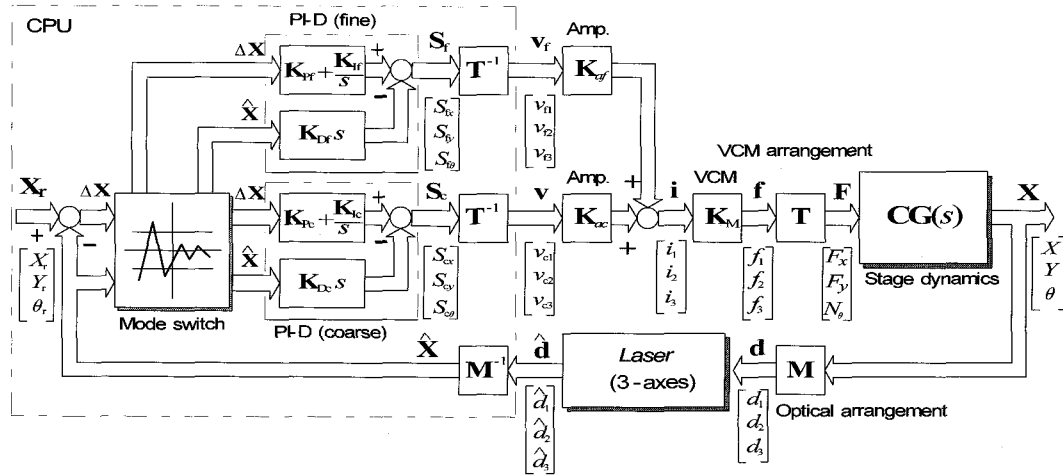 CPU
PI-D (fine)
ΔX
K_Pf + K_If/s
+
−
S_f
T⁻¹
v_f
Amp.
K_af
X̂
K_Df s
[S_fx S_fy S_fθ]
[v_f1 v_f2 v_f3]
X_r
+
−
[X_r Y_r θ_r]
ΔX
Mode switch
ΔX
K_Pc + K_Ic/s
+
−
X̂
K_Dc s
PI-D (coarse)
S_c
T⁻¹
[S_cx S_cy S_cθ]
v
[v_c1 v_c2 v_c3]
Amp.
K_ac
+
+
i
[i_1 i_2 i_3]
VCM
K_M
f
[f_1 f_2 f_3]
VCM arrangement
T
F
[F_x F_y N_θ]
CG(s)
Stage dynamics
X
[X Y θ]
X̂
M⁻¹
d̂
[d̂_1 d̂_2 d̂_3]
Laser
(3-axes)
d
[d_1 d_2 d_3]
M
Optical arrangement